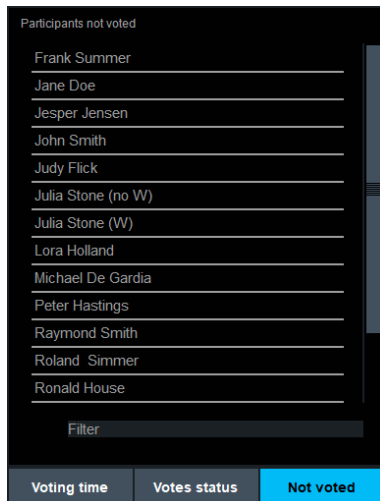 Participants not voted
Frank Summer
Jane Doe
Jesper Jensen
John Smith
Judy Flick
Julia Stone (no W)
Julia Stone (W)
Lora Holland
Michael De Gardia
Peter Hastings
Raymond Smith
Roland  Simmer
Ronald House
Filter
Voting time Votes status Not voted